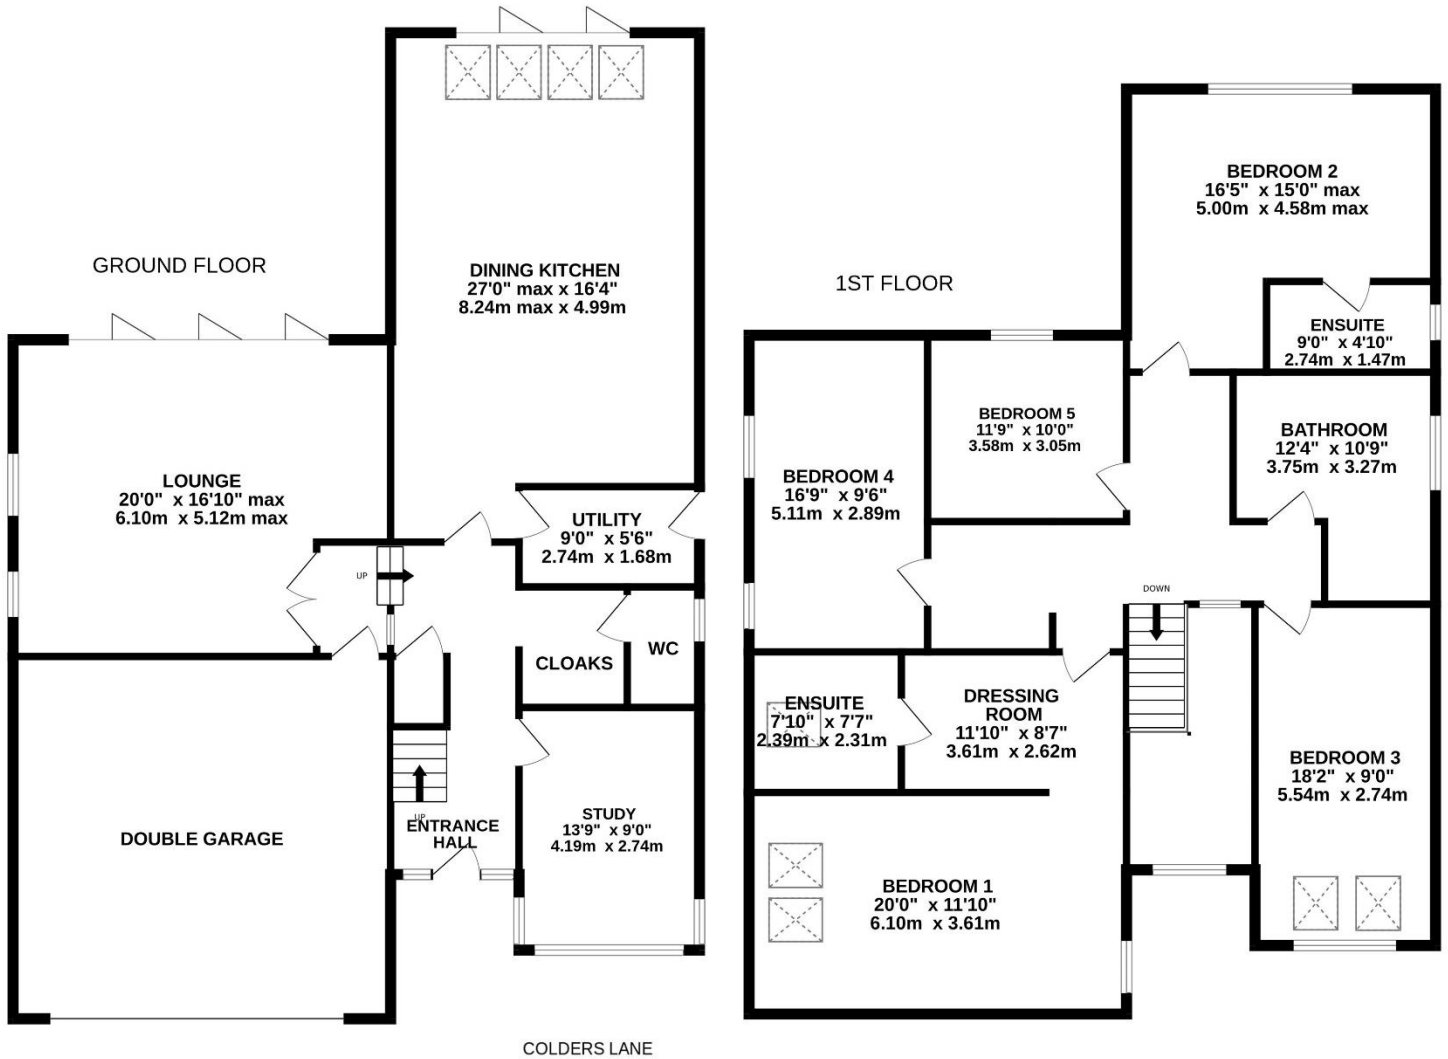 GROUND FLOOR
DINING KITCHEN
27'0" max x 16'4"
8.24m max x 4.99m
LOUNGE
20'0" x 16'10" max
6.10m x 5.12m max
UTILITY
9'0" x 5'6"
2.74m x 1.68m
UP
CLOAKS
WC
DOUBLE GARAGE
UP
ENTRANCE
HALL
STUDY
13'9" x 9'0"
4.19m x 2.74m
1ST FLOOR
BEDROOM 2
16'5" x 15'0" max
5.00m x 4.58m max
ENSUITE
9'0" x 4'10"
2.74m x 1.47m
BEDROOM 5
11'9" x 10'0"
3.58m x 3.05m
BATHROOM
12'4" x 10'9"
3.75m x 3.27m
BEDROOM 4
16'9" x 9'6"
5.11m x 2.89m
DOWN
ENSUITE
7'10" x 7'7"
2.39m x 2.31m
DRESSING
ROOM
11'10" x 8'7"
3.61m x 2.62m
BEDROOM 3
18'2" x 9'0"
5.54m x 2.74m
BEDROOM 1
20'0" x 11'10"
6.10m x 3.61m
COLDERS LANE